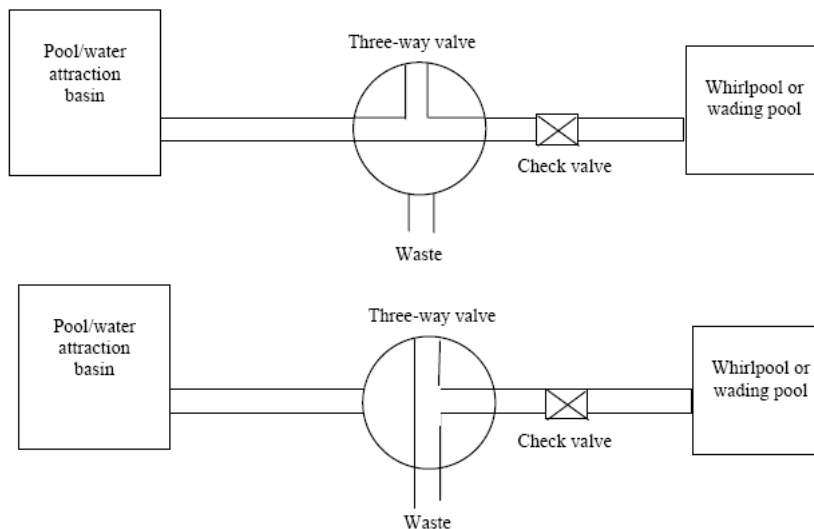 Pool/water
attraction
basin
Three-way valve
Whirlpool or
wading pool
Check valve
Waste
Pool/water
attraction
basin
Three-way valve
Whirlpool or
wading pool
Check valve
Waste